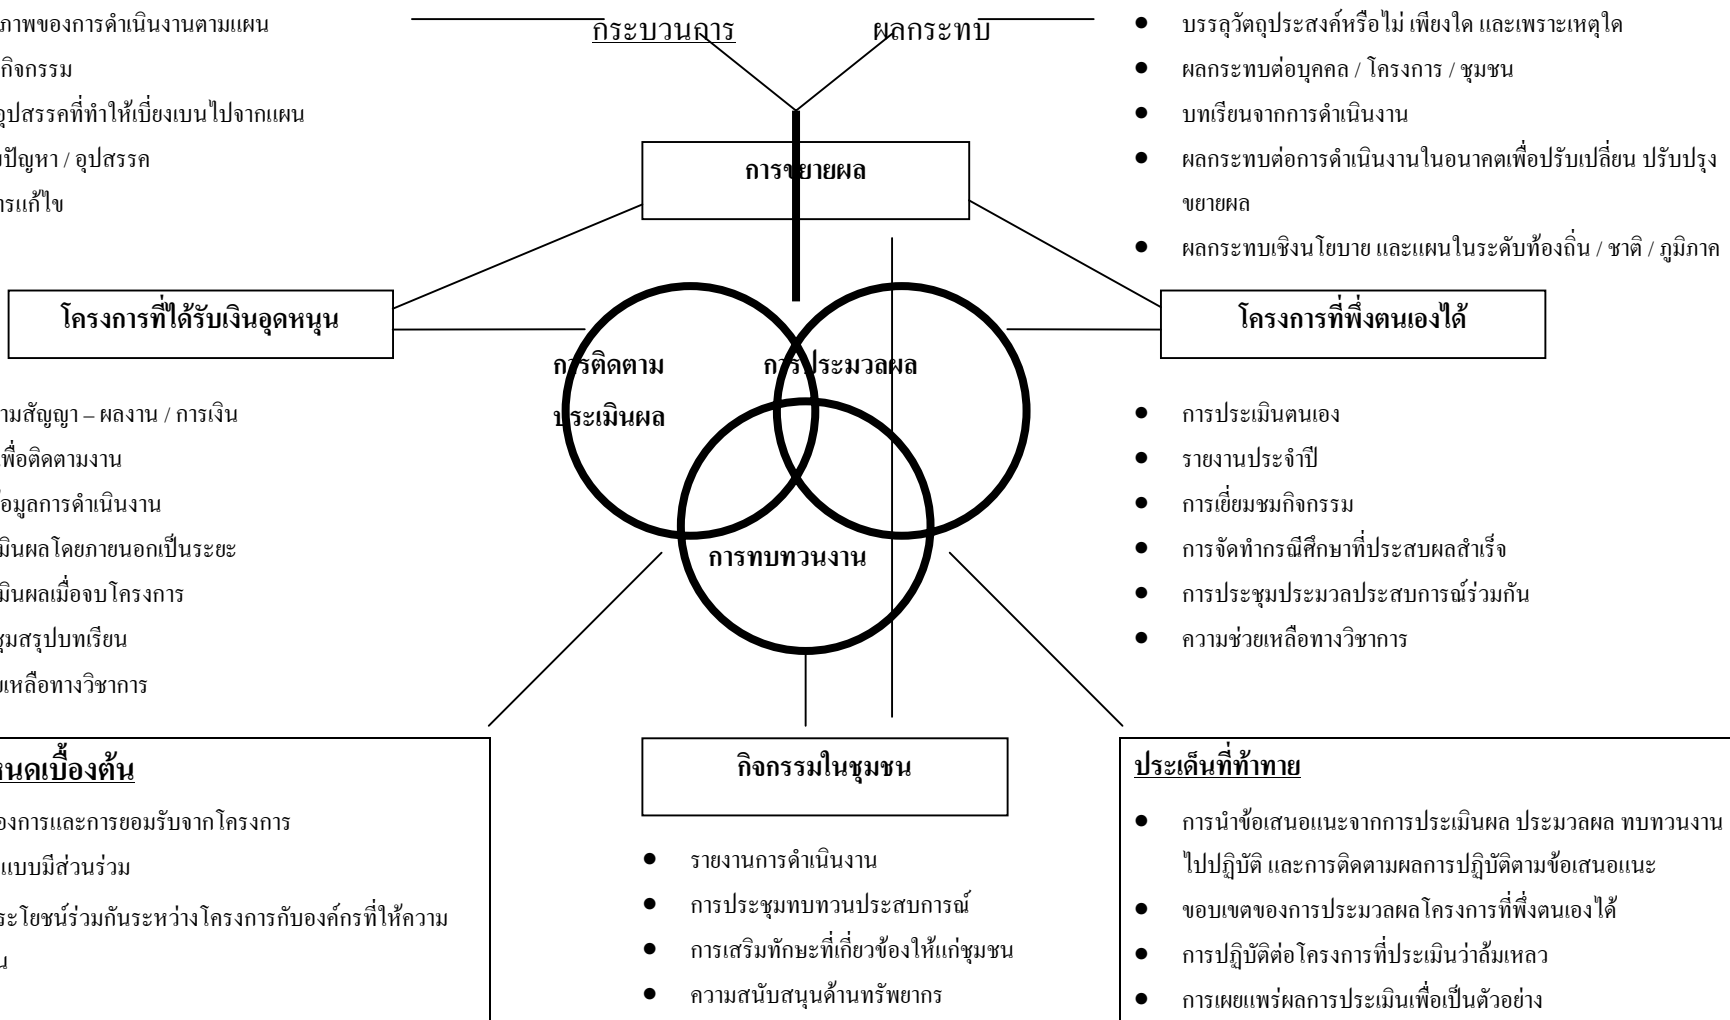 ภาพของการดำเนินงานตามแผน
กิจกรรม
อุปสรรคที่ทำให้เบี่ยงเบนไปจากแผน
ปัญหา / อุปสรรค
การแก้ไข
กระบวนการ
ผลกระทบ
● บรรลุวัตถุประสงค์หรือไม่ เพียงใด และเพราะเหตุใด
● ผลกระทบต่อบุคคล / โครงการ / ชุมชน
● บทเรียนจากการดำเนินงาน
● ผลกระทบต่อการดำเนินงานในอนาคตเพื่อปรับเปลี่ยน ปรับปรุง
ขยายผล
● ผลกระทบเชิงนโยบาย และแผนในระดับท้องถิ่น / ชาติ / ภูมิภาค
การขยายผล
โครงการที่ได้รับเงินอุดหนุน
โครงการที่พึ่งตนเองได้
การติดตาม
ประเมินผล
การประมวลผล
การทบทวนงาน
ตามสัญญา – ผลงาน / การเงิน
เพื่อติดตามงาน
ข้อมูลการดำเนินงาน
เมินผลโดยภายนอกเป็นระยะ
เมินผลเมื่อจบโครงการ
ชุมสรุปบทเรียน
ยเหลือทางวิชาการ
● การประเมินตนเอง
● รายงานประจำปี
● การเยี่ยมชมกิจกรรม
● การจัดทำกรณีศึกษาที่ประสบผลสำเร็จ
● การประชุมประมวลประสบการณ์ร่วมกัน
● ความช่วยเหลือทางวิชาการ
หนดเบื้องต้น
องการและการยอมรับจากโครงการ
แบบมีส่วนร่วม
ระโยชน์ร่วมกันระหว่างโครงการกับองค์กรที่ให้ความ
น
กิจกรรมในชุมชน
● รายงานการดำเนินงาน
● การประชุมทบทวนประสบการณ์
● การเสริมทักษะที่เกี่ยวข้องให้แก่ชุมชน
● ความสนับสนุนด้านทรัพยากร
ประเด็นที่ท้าทาย
● การนำข้อเสนอแนะจากการประเมินผล ประมวลผล ทบทวนงาน
ไปปฏิบัติ และการติดตามผลการปฏิบัติตามข้อเสนอแนะ
● ขอบเขตของการประมวลผลโครงการที่พึ่งตนเองได้
● การปฏิบัติต่อโครงการที่ประเมินว่าล้มเหลว
● การเผยแพร่ผลการประเมินเพื่อเป็นตัวอย่าง